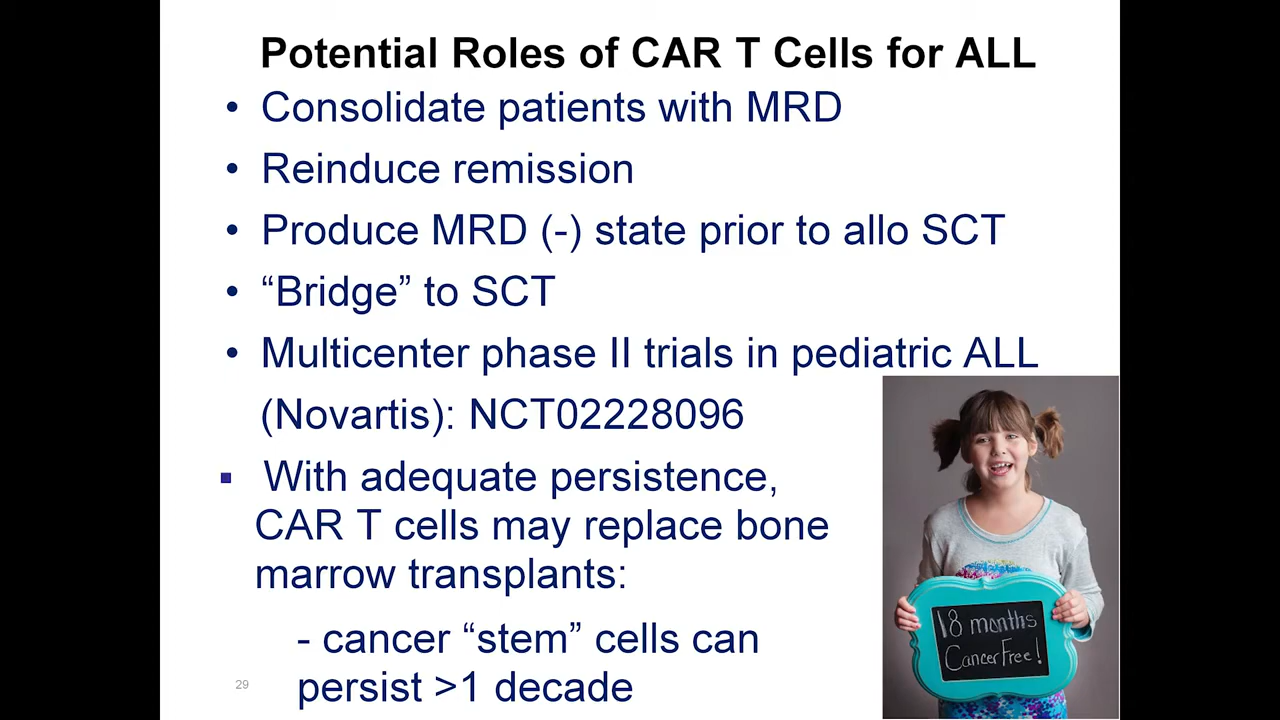 Potential Roles of CAR T Cells for ALL
• Consolidate patients with MRD
• Reinduce remission
• Produce MRD (-) state prior to allo SCT
• “Bridge” to SCT
• Multicenter phase II trials in pediatric ALL
(Novartis): NCT02228096
▪ With adequate persistence,
CAR T cells may replace bone
marrow transplants:
- cancer “stem” cells can
persist >1 decade
29
18 months
Cancer Free!